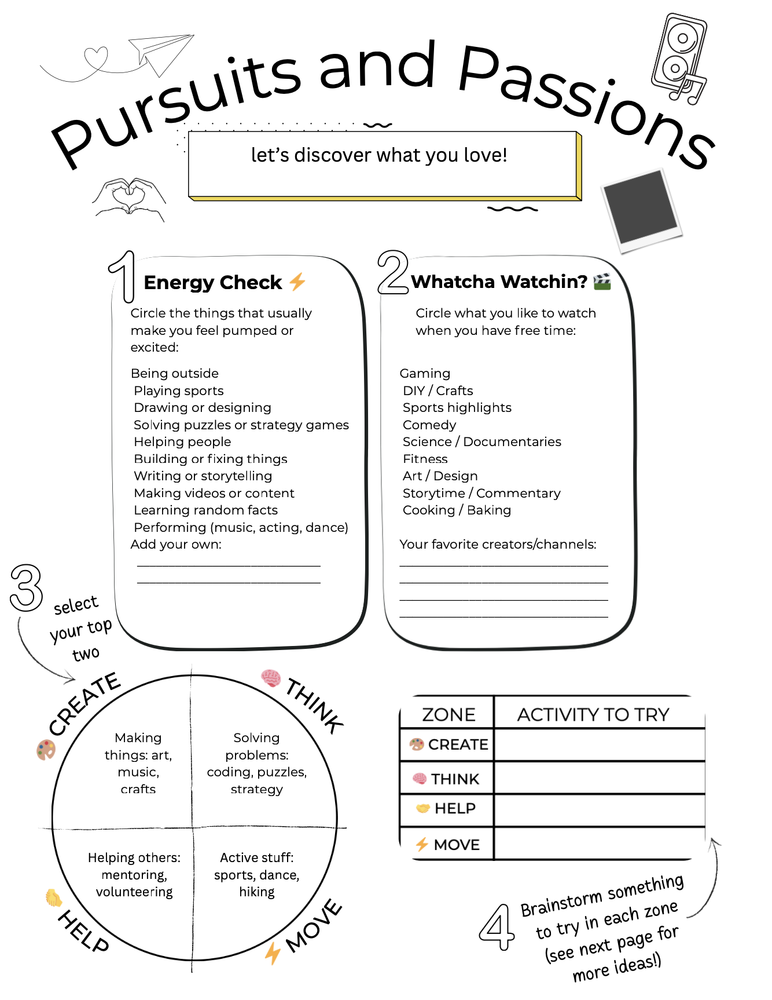 Pursuits and Passions
let’s discover what you love!
1
Energy Check ⚡
Circle the things that usually
make you feel pumped or
excited:
Being outside
Playing sports
Drawing or designing
Solving puzzles or strategy games
Helping people
Building or fixing things
Writing or storytelling
Making videos or content
Learning random facts
Performing (music, acting, dance)
Add your own:
2
Whatcha Watchin? 🎬
Circle what you like to watch
when you have free time:
Gaming
DIY / Crafts
Sports highlights
Comedy
Science / Documentaries
Fitness
Art / Design
Storytime / Commentary
Cooking / Baking
Your favorite creators/channels:
3
select
your top
two
🎨 CREATE
Making
things: art,
music,
crafts
🧠 THINK
Solving
problems:
coding, puzzles,
strategy
🤝 HELP
Helping others:
mentoring,
volunteering
⚡ MOVE
Active stuff:
sports, dance,
hiking
ZONE ACTIVITY TO TRY
🎨 CREATE
🧠 THINK
🤝 HELP
⚡ MOVE
4
Brainstorm something
to try in each zone
(see next page for
more ideas!)